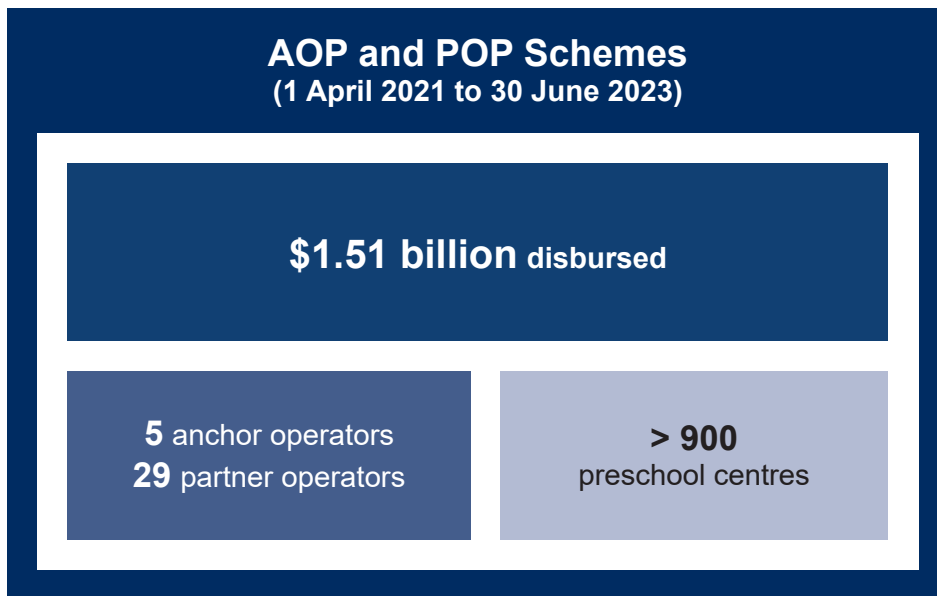 AOP and POP Schemes
(1 April 2021 to 30 June 2023)
$1.51 billion disbursed
5 anchor operators
29 partner operators
> 900
preschool centres